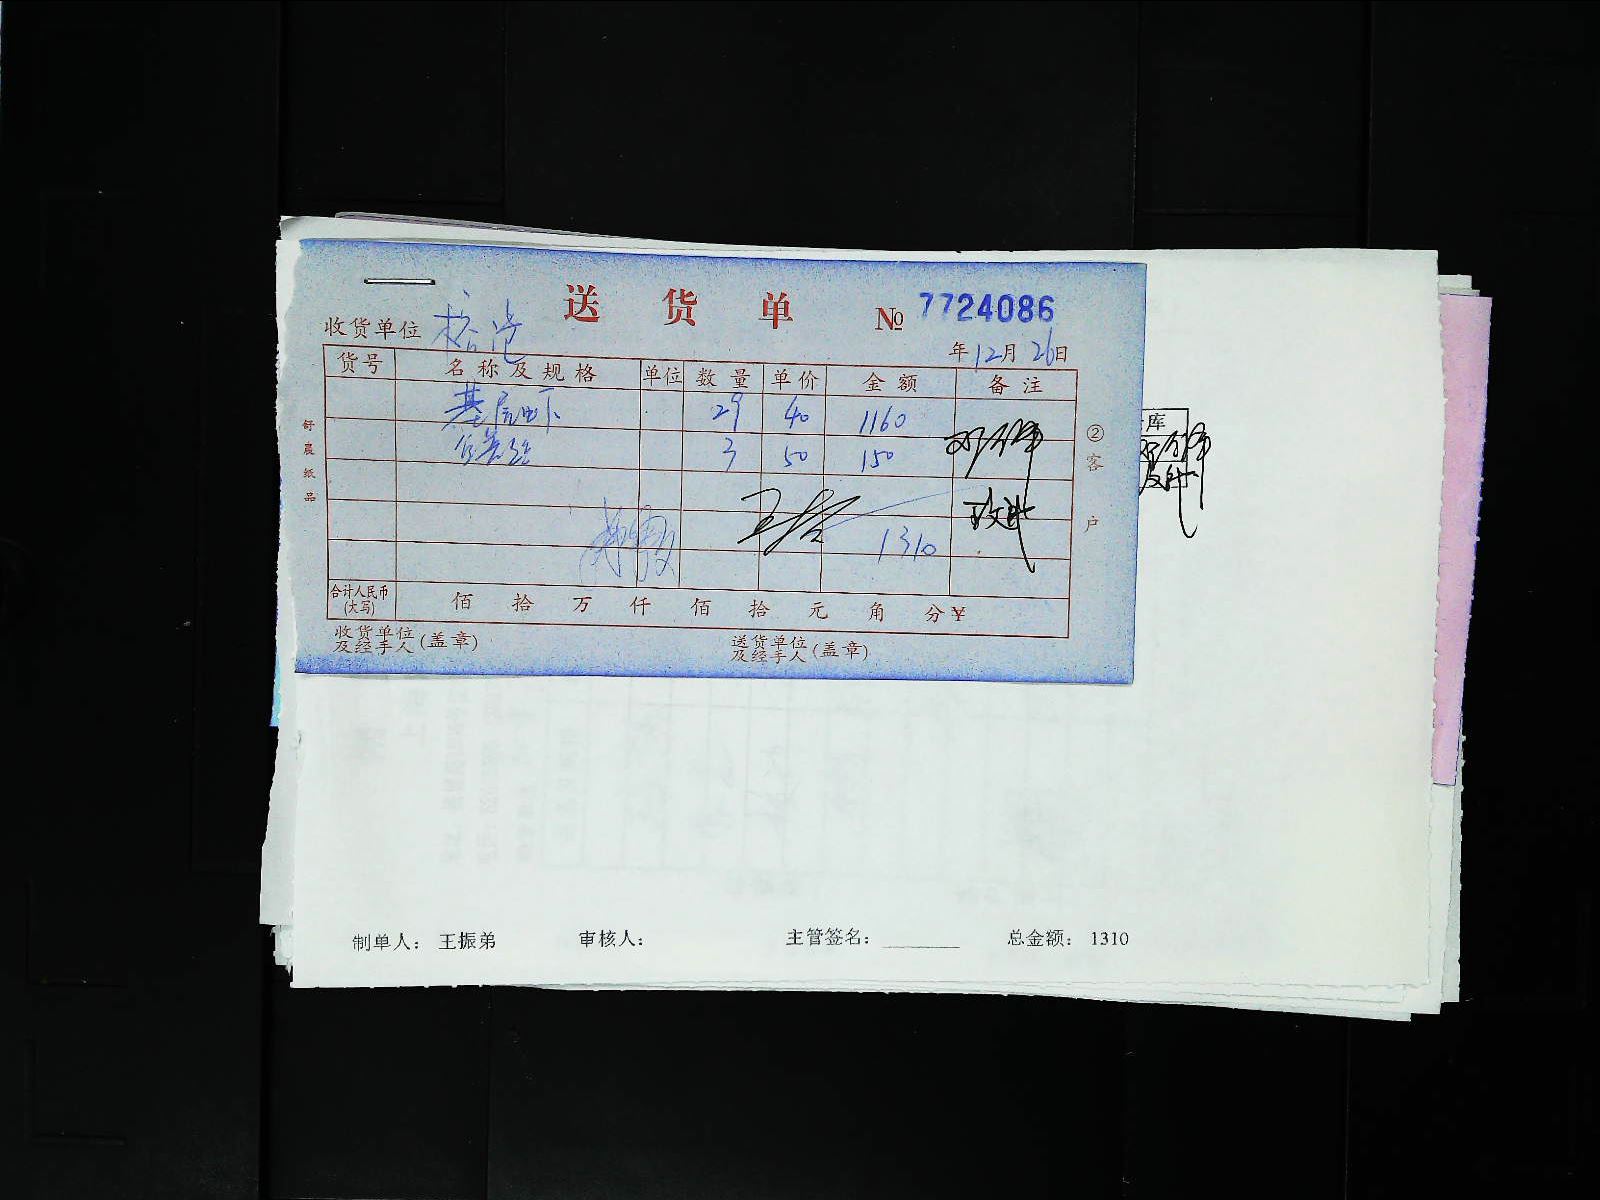 送货单 № 7724086
收货单位
年12月26日
货号 名称及规格 单位 数量 单价 金额 备注
基尾虾 29 40 1160
3 50 150
1310
合计人民币(大写) 佰 拾 万 仟 佰 拾 元 角 分¥
收货单位及经手人(盖章) 送货单位及经手人(盖章)
舒晨纸品
②客户
库
制单人: 王振弟 审核人: 主管签名: 总金额: 1310